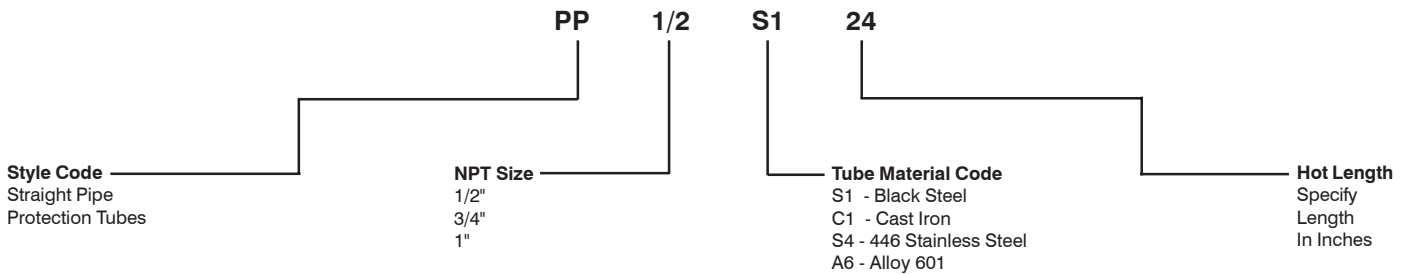 PP 1/2 S1 24
Style Code
Straight Pipe
Protection Tubes
NPT Size
1/2"
3/4"
1"
Tube Material Code
S1 - Black Steel
C1 - Cast Iron
S4 - 446 Stainless Steel
A6 - Alloy 601
Hot Length
Specify
Length
In Inches